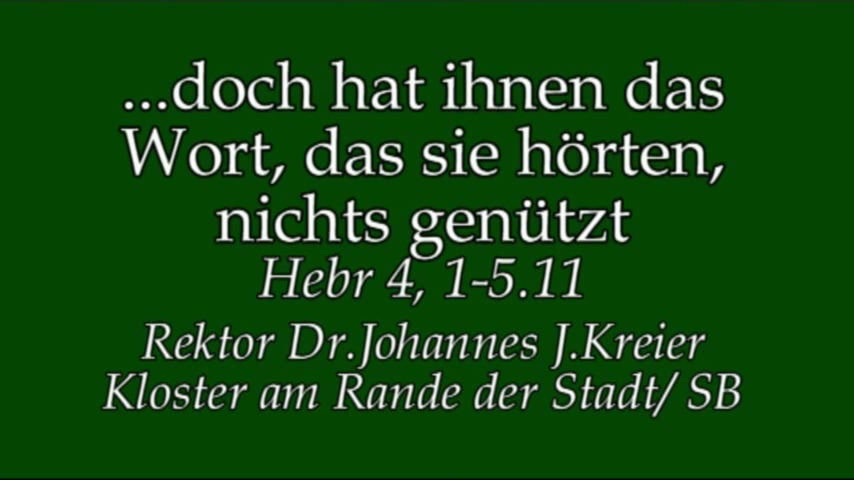 ...doch hat ihnen das
Wort, das sie hörten,
nichts genützt
Hebr 4, 1-5.11
Rektor Dr.Johannes J.Kreier
Kloster am Rande der Stadt/ SB